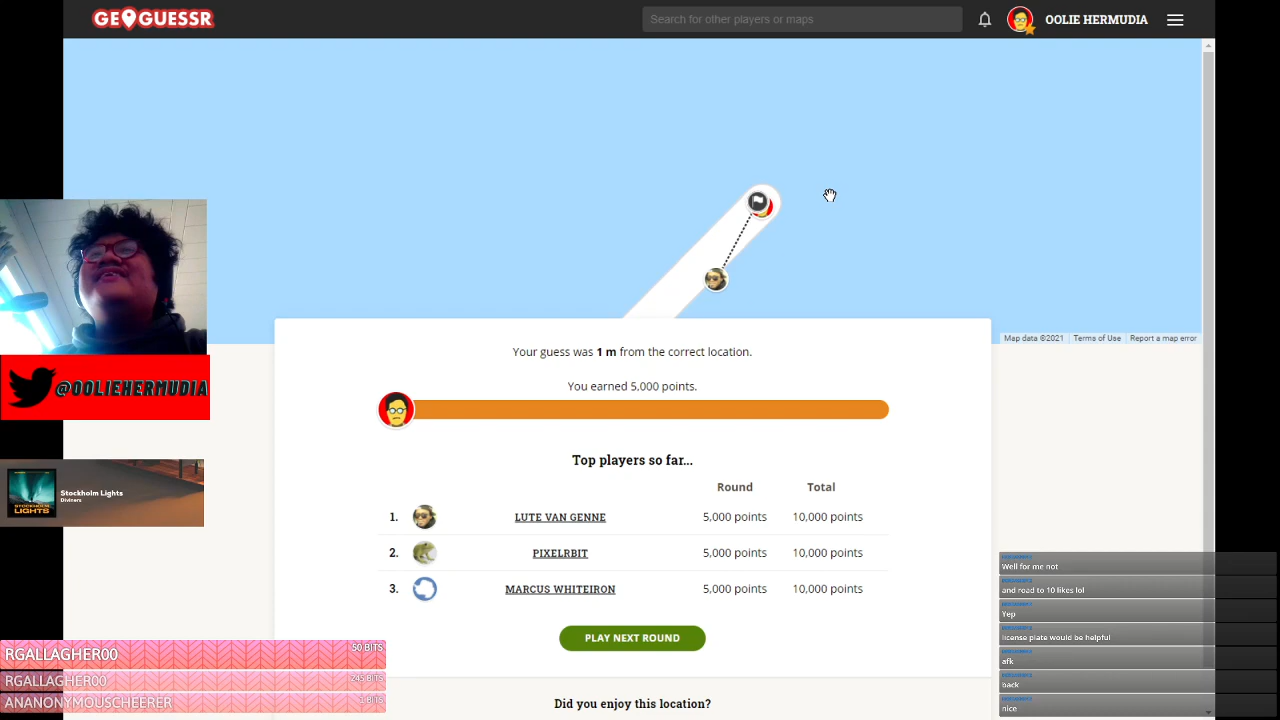 GEOGUESSR
Search for other players or maps
OOLIE HERMUDIA
Map data ©2021
Terms of Use
Report a map error
Your guess was 1 m from the correct location.
You earned 5,000 points.
@OOLIEHERMUDIA
Top players so far...
Round Total
1. LUTE VAN GENNE 5,000 points 10,000 points
2. PIXELRBIT 5,000 points 10,000 points
3. MARCUS WHITEIRON 5,000 points 10,000 points
PLAY NEXT ROUND
Did you enjoy this location?
STOCKHOLM
LIGHTS
Stockholm Lights
Diviners
RGALLAGHER00 50 BITS
RGALLAGHER00 245 BITS
ANANONYMOUSCHEERER 1 BITS
Well for me not
and road to 10 likes lol
Yep
license plate would be helpful
afk
back
nice